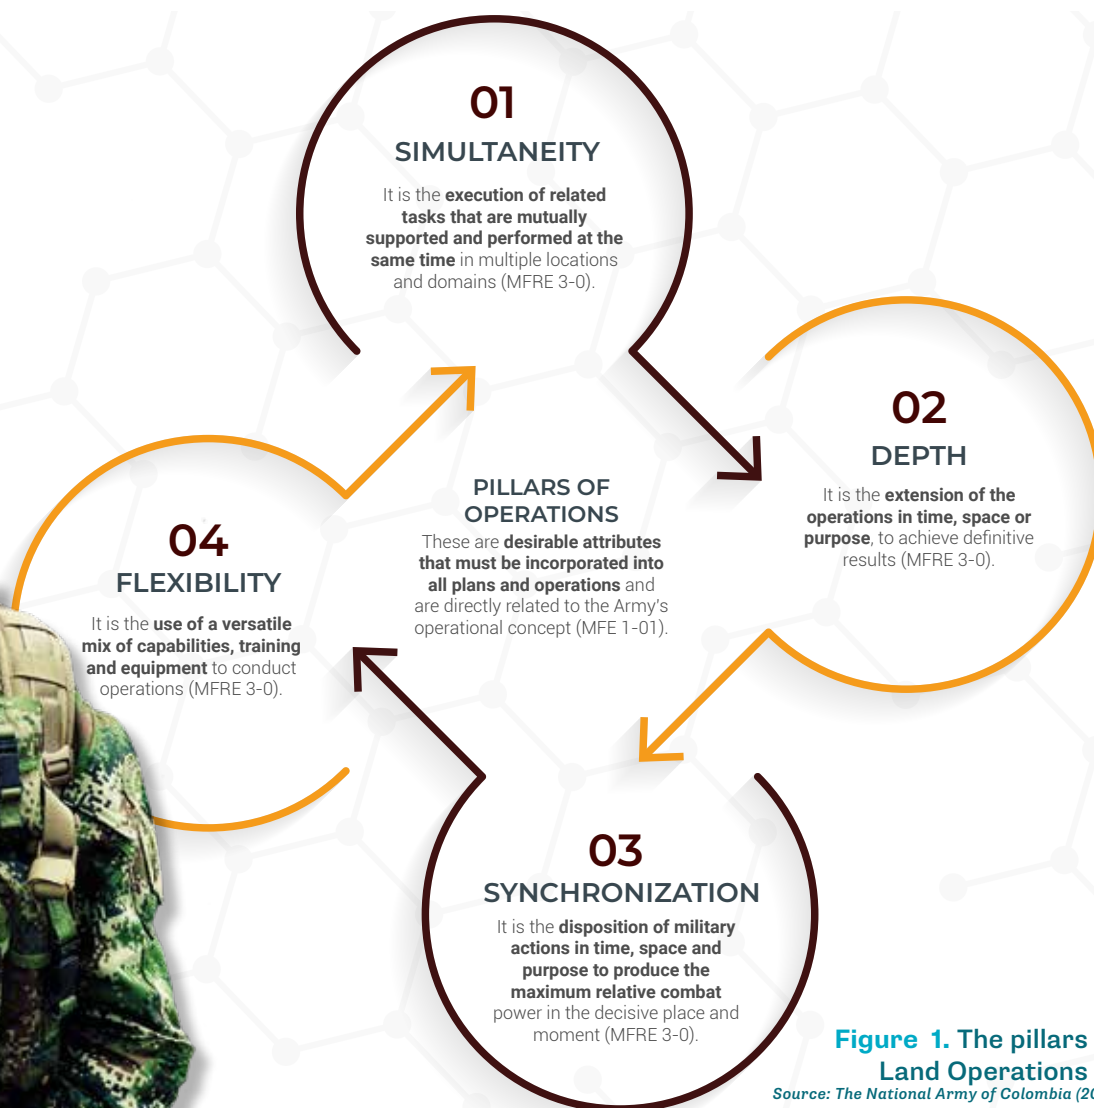 01
SIMULTANEITY
It is the execution of related
tasks that are mutually
supported and performed at the
same time in multiple locations
and domains (MFRE 3-0).
02
DEPTH
It is the extension of the
operations in time, space or
purpose, to achieve definitive
results (MFRE 3-0).
PILLARS OF
OPERATIONS
These are desirable attributes
that must be incorporated into
all plans and operations and
are directly related to the Army's
operational concept (MFE 1-01).
04
FLEXIBILITY
It is the use of a versatile
mix of capabilities, training
and equipment to conduct
operations (MFRE 3-0).
03
SYNCHRONIZATION
It is the disposition of military
actions in time, space and
purpose to produce the
maximum relative combat
power in the decisive place and
moment (MFRE 3-0).
Figure 1. The pillars
Land Operations
Source: The National Army of Colombia (20